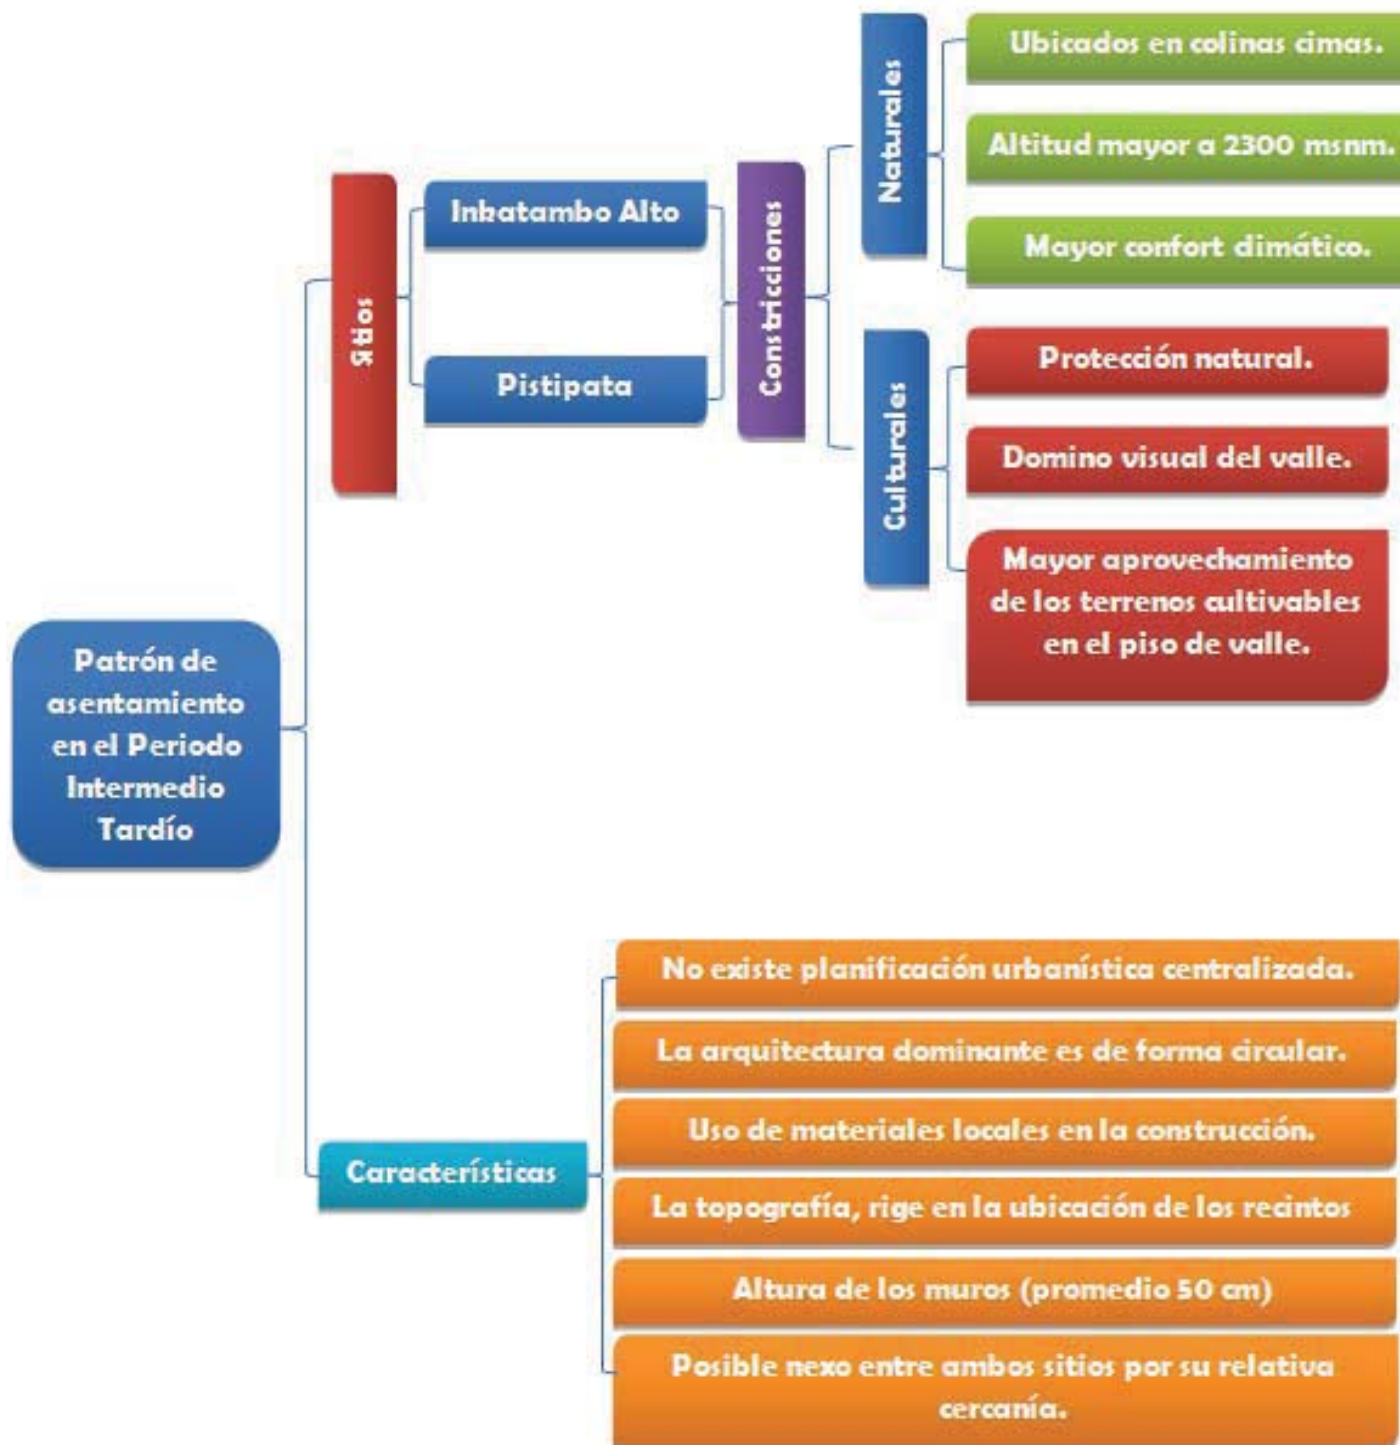 Patrón de
asentamiento
en el Periodo
Intermedio
Tardío
Sitios
Inkatambo Alto
Pistipata
Constricciones
Naturales
Ubicados en colinas cimas.
Altitud mayor a 2300 msnm.
Mayor confort climático.
Culturales
Protección natural.
Domino visual del valle.
Mayor aprovechamiento
de los terrenos cultivables
en el piso de valle.
Características
No existe planificación urbanística centralizada.
La arquitectura dominante es de forma circular.
Uso de materiales locales en la construcción.
La topografía, rige en la ubicación de los recintos
Altura de los muros (promedio 50 cm)
Posible nexo entre ambos sitios por su relativa
cercanía.